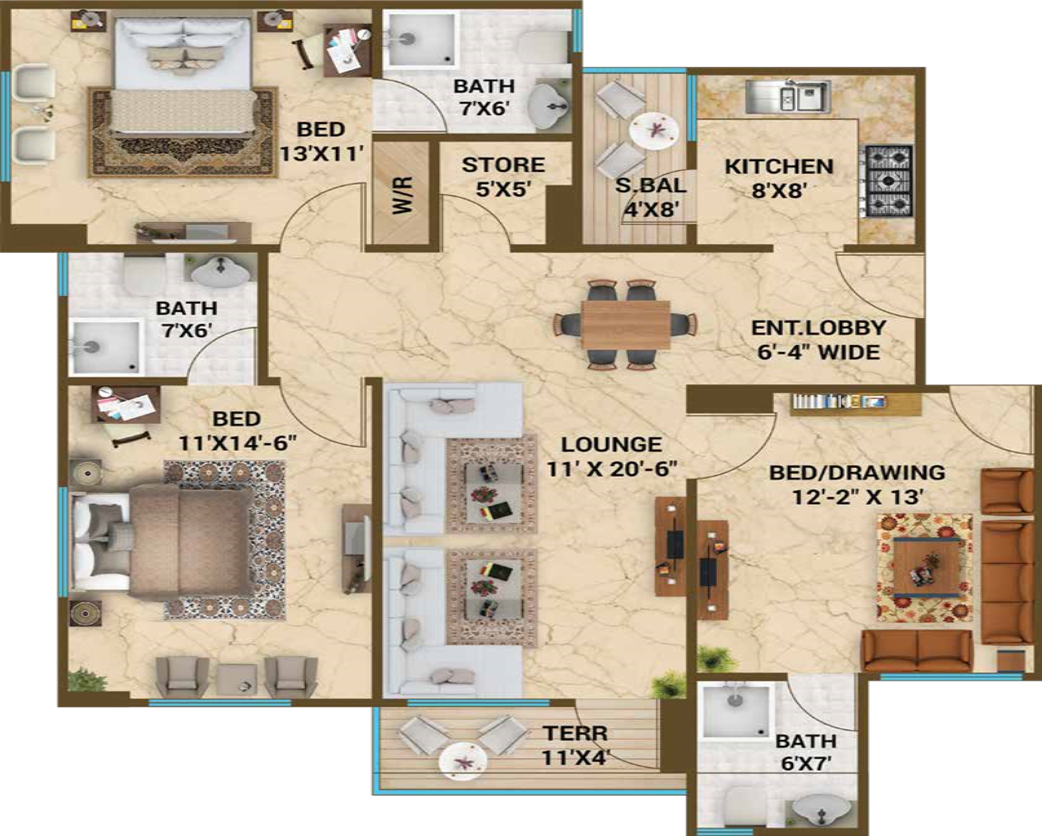 BATH
7'X6'
BED
13'X11'
STORE
5'X5'
W/R
S.BAL
4'X8'
KITCHEN
8'X8'
BATH
7'X6'
ENT.LOBBY
6'-4" WIDE
BED
11'X14'-6"
LOUNGE
11' X 20'-6"
BED/DRAWING
12'-2" X 13'
TERR
11'X4'
BATH
6'X7'